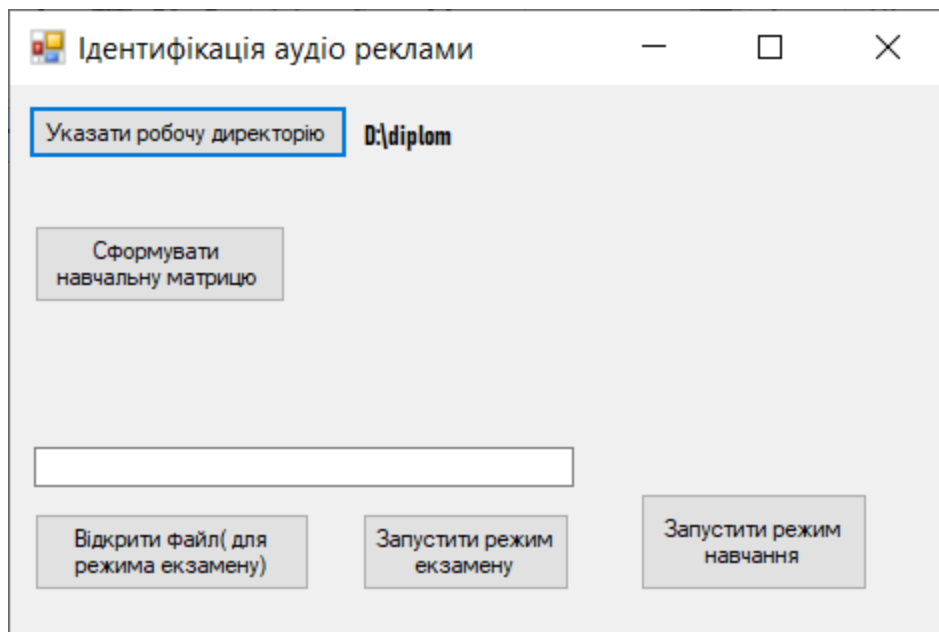 Ідентифікація аудіо реклами
Указати робочу директорію
D:\diplom
Сформувати
навчальну матрицю
Відкрити файл( для
режима екзамену)
Запустити режим
екзамену
Запустити режим
навчання